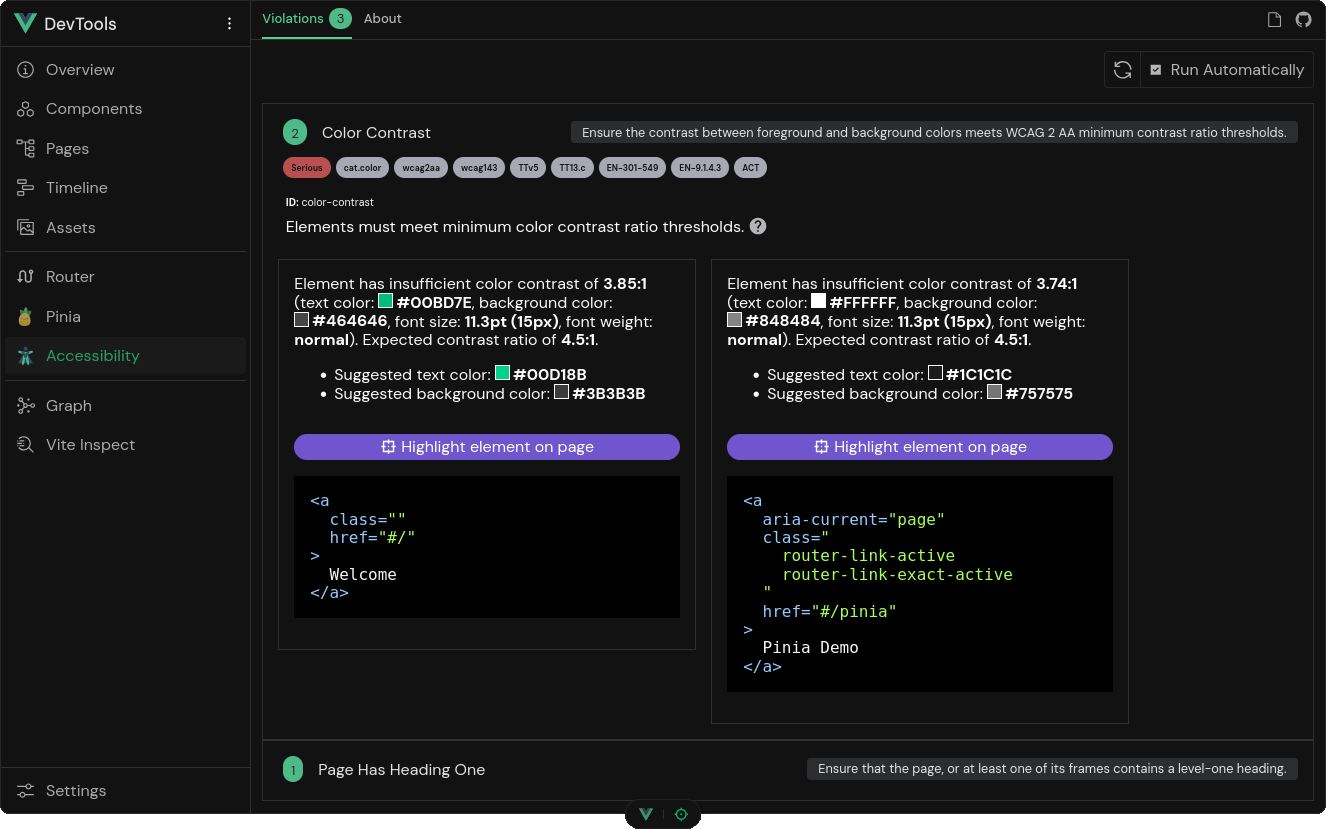 DevTools
Overview
Components
Pages
Timeline
Assets
Router
Pinia
Accessibility
Graph
Vite Inspect
Settings
Violations 3 About
Run Automatically
2 Color Contrast Ensure the contrast between foreground and background colors meets WCAG 2 AA minimum contrast ratio thresholds.
Serious cat.color wcag2aa wcag143 TTv5 TT13.c EN-301-549 EN-9.1.4.3 ACT
ID: color-contrast
Elements must meet minimum color contrast ratio thresholds. ?
Element has insufficient color contrast of 3.85:1
(text color: #00BD7E, background color:
#464646, font size: 11.3pt (15px), font weight:
normal). Expected contrast ratio of 4.5:1.
• Suggested text color: #00D18B
• Suggested background color: #3B3B3B
Highlight element on page
<a
class=""
href="#/"
>
Welcome
</a>
Element has insufficient color contrast of 3.74:1
(text color: #FFFFFF, background color:
#848484, font size: 11.3pt (15px), font weight:
normal). Expected contrast ratio of 4.5:1.
• Suggested text color: #1C1C1C
• Suggested background color: #757575
Highlight element on page
<a
aria-current="page"
class="
router-link-active
router-link-exact-active
"
href="#/pinia"
>
Pinia Demo
</a>
1 Page Has Heading One Ensure that the page, or at least one of its frames contains a level-one heading.